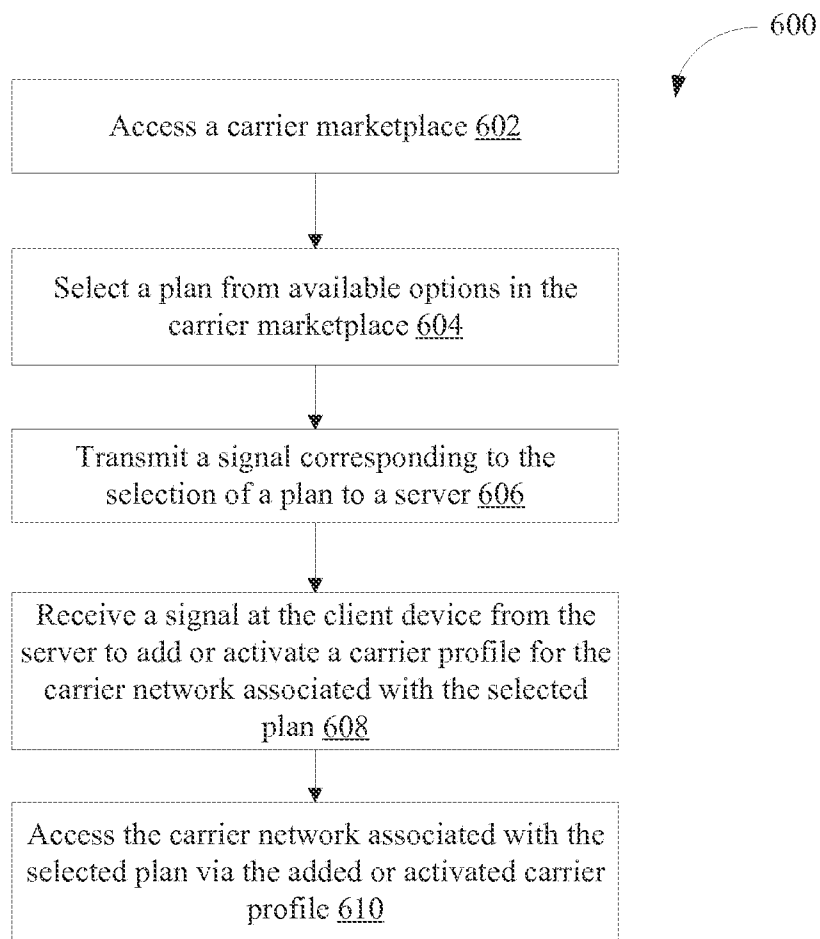 600
Access a carrier marketplace 602
Select a plan from available options in the
carrier marketplace 604
Transmit a signal corresponding to the
selection of a plan to a server 606
Receive a signal at the client device from the
server to add or activate a carrier profile for the
carrier network associated with the selected
plan 608
Access the carrier network associated with the
selected plan via the added or activated carrier
profile 610